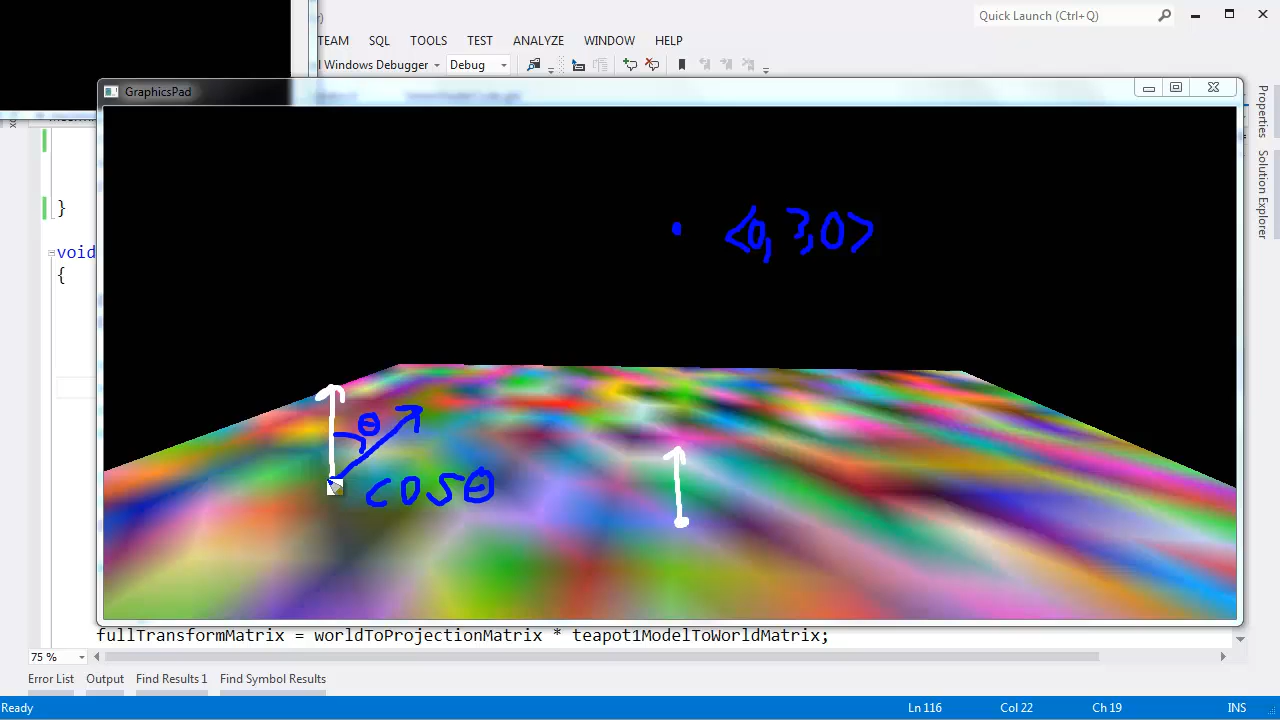 Quick Launch (Ctrl+Q)
TEAM SQL TOOLS TEST ANALYZE WINDOW HELP
l Windows Debugger Debug
GraphicsPad
Properties
Solution Explorer
}
void
{
<0, 3,0>
θ
cosθ
fullTransformMatrix = worldToProjectionMatrix * teapot1ModelToWorldMatrix;
75 %
Error List Output Find Results 1 Find Symbol Results
Ready Ln 116 Col 22 Ch 19 INS